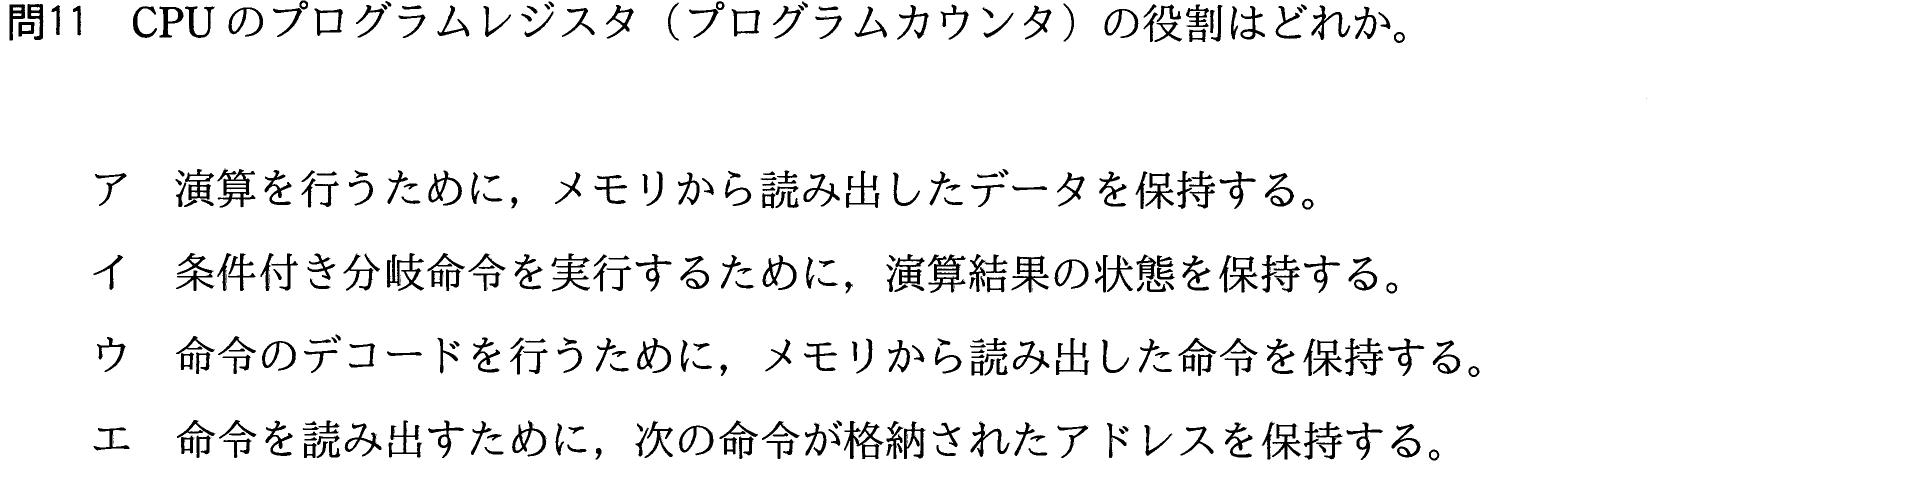 問11 CPUのプログラムレジスタ（プログラムカウンタ）の役割はどれか。
ア 演算を行うために，メモリから読み出したデータを保持する。
イ 条件付き分岐命令を実行するために，演算結果の状態を保持する。
ウ 命令のデコードを行うために，メモリから読み出した命令を保持する。
エ 命令を読み出すために，次の命令が格納されたアドレスを保持する。